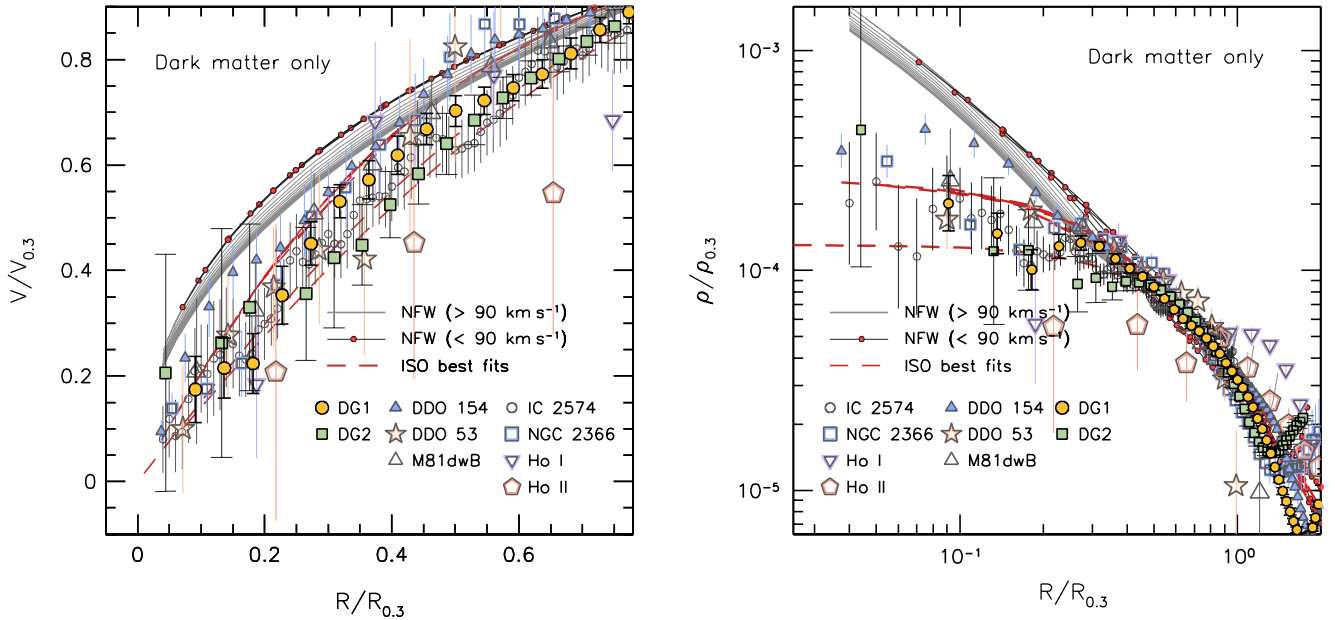 Dark matter only
V/V0.3
0.8
0.6
0.4
0.2
0
NFW (> 90 km s⁻¹)
NFW (< 90 km s⁻¹)
ISO best fits
DG1 DDO 154 IC 2574
DG2 DDO 53 NGC 2366
M81dwB Ho I
Ho II
0 0.2 0.4 0.6
R/R0.3
Dark matter only
ρ/ρ0.3
10⁻³
10⁻⁴
10⁻⁵
NFW (> 90 km s⁻¹)
NFW (< 90 km s⁻¹)
ISO best fits
IC 2574 DDO 154 DG1
NGC 2366 DDO 53 DG2
Ho I M81dwB
Ho II
10⁻¹ 10⁰
R/R0.3